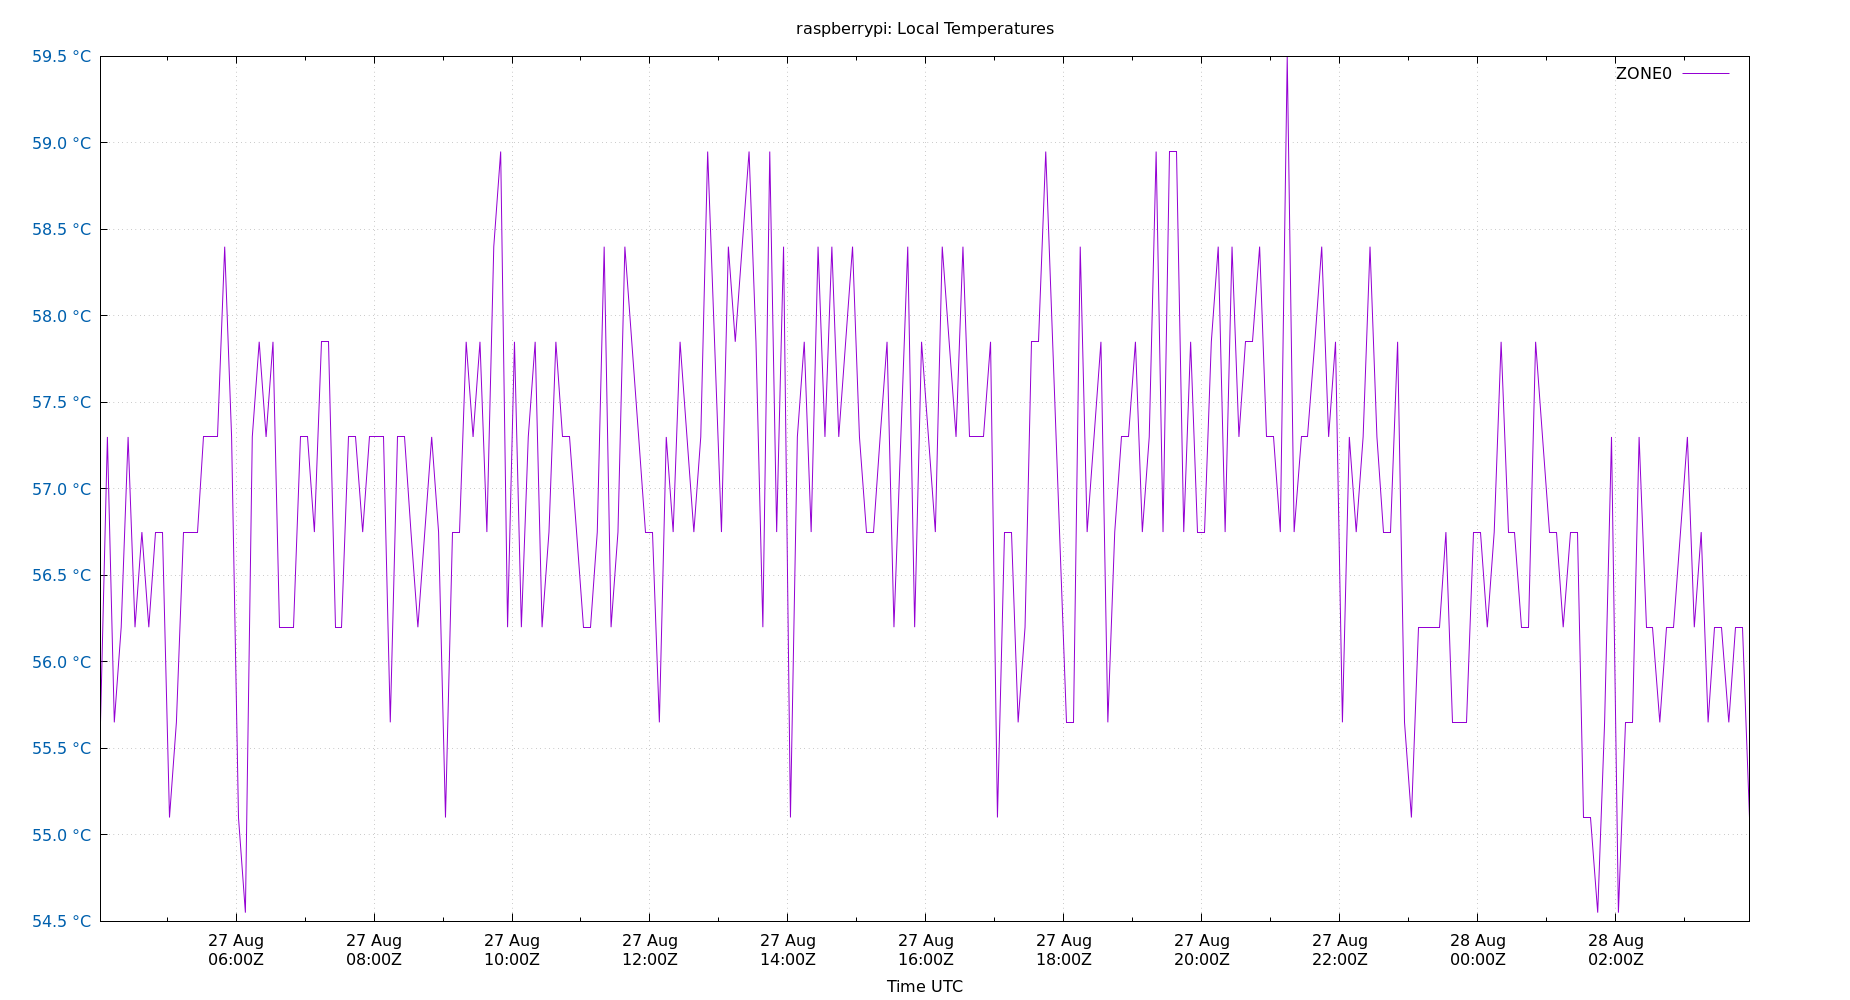 raspberrypi: Local Temperatures
59.5 °C
ZONE0
59.0 °C
58.5 °C
58.0 °C
57.5 °C
57.0 °C
56.5 °C
56.0 °C
55.5 °C
55.0 °C
54.5 °C
27 Aug 27 Aug 27 Aug 27 Aug 27 Aug 27 Aug 27 Aug 27 Aug 27 Aug 28 Aug 28 Aug
06:00Z 08:00Z 10:00Z 12:00Z 14:00Z 16:00Z 18:00Z 20:00Z 22:00Z 00:00Z 02:00Z
Time UTC